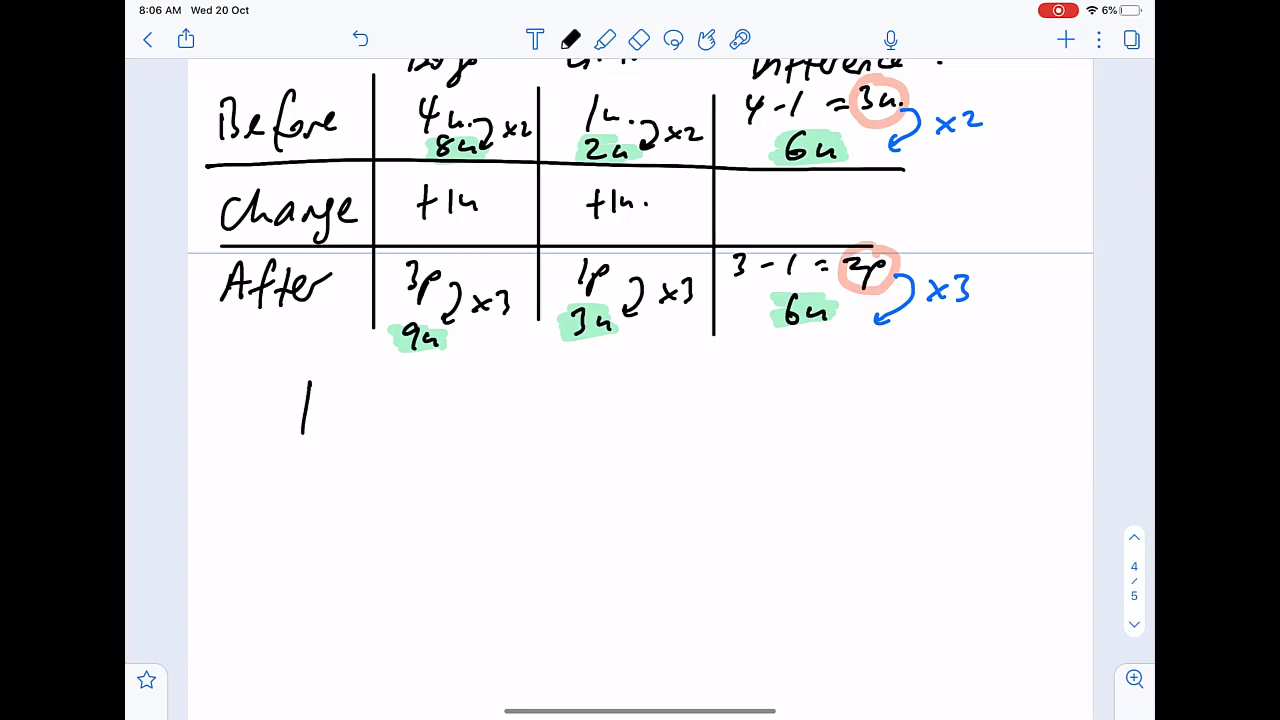 8:06 AM Wed 20 Oct 6%
T
Difference
Before 4u. x2 1u. x2 4-1 = 3u. x2
8u 2u 6u
Change +1u +1u.
After 3p x3 1p x3 3-1 = 2p x3
9u 3u 6u
4
/
5